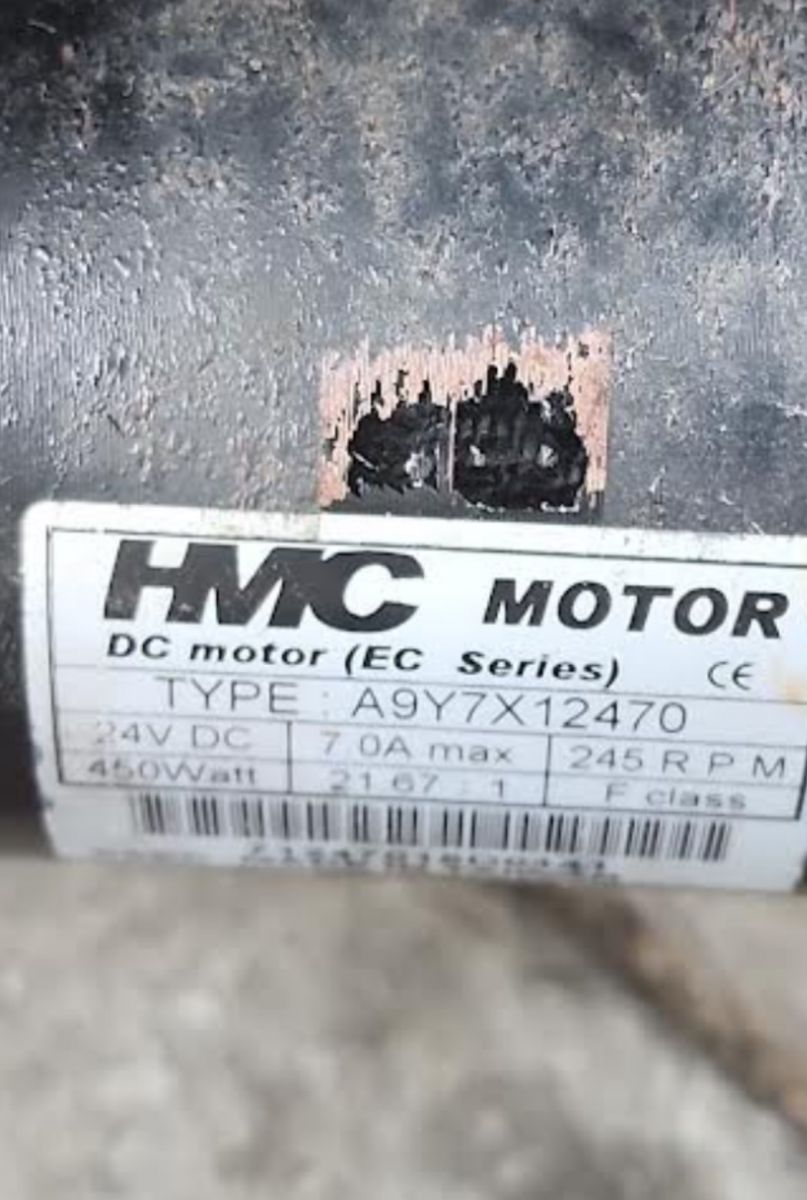 HMC MOTOR
DC motor (EC Series) CE
TYPE : A9Y7X12470
24V DC 7.0A max 245 R P M
450Watt 21.67 : 1 F class